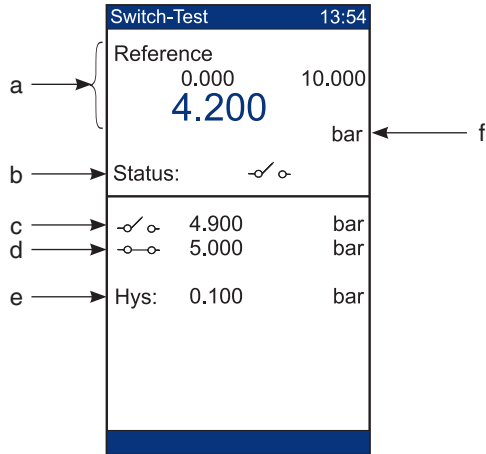 Switch-Test 13:54
Reference
0.000 10.000
a
4.200
bar f
b Status:
c 4.900 bar
d 5.000 bar
e Hys: 0.100 bar